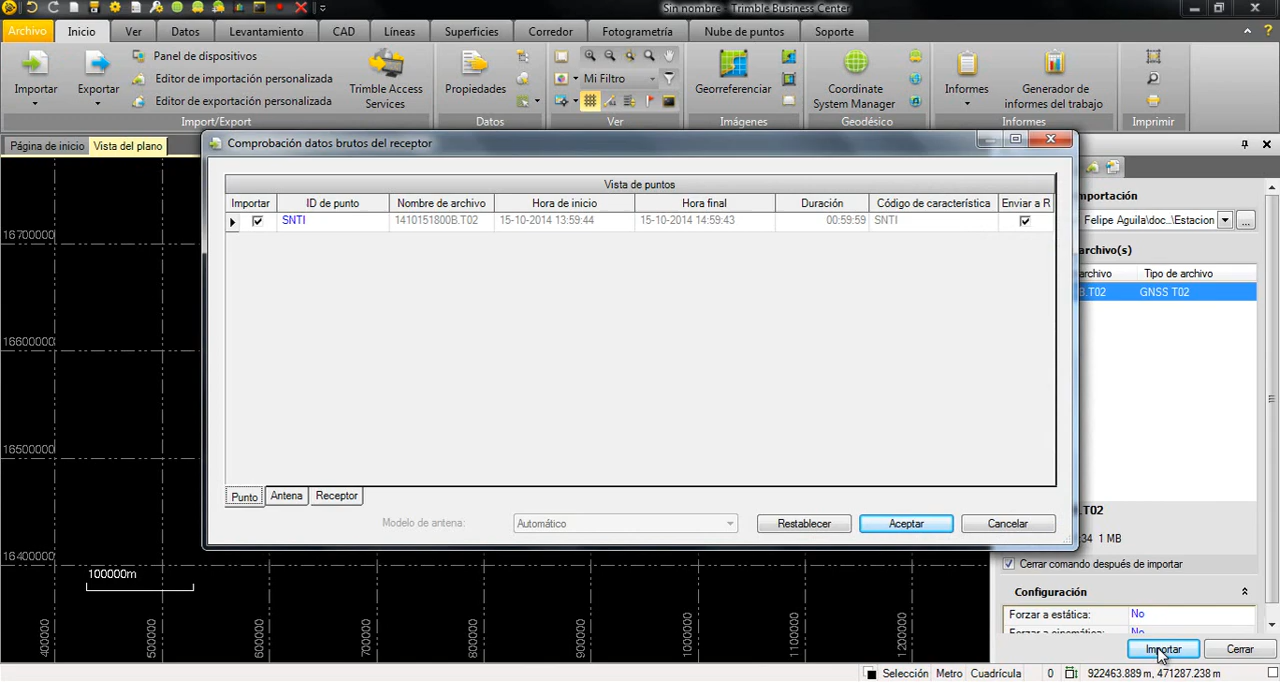 Sin nombre - Trimble Business Center
Archivo Inicio Ver Datos Levantamiento CAD Líneas Superficies Corredor Fotogrametría Nube de puntos Soporte
Importar
Exportar
Panel de dispositivos
Editor de importación personalizada
Editor de exportación personalizada
Trimble Access
Services
Propiedades
Mi Filtro
Georreferenciar
Coordinate
System Manager
Informes
Generador de
informes del trabajo
Import/Export Datos Ver Imágenes Geodésico Informes Imprimir
Página de inicio Vista del plano
Comprobación datos brutos del receptor
Vista de puntos
Importar ID de punto Nombre de archivo Hora de inicio Hora final Duración Código de característica Enviar a R
SNTI 1410151800B.T02 15-10-2014 13:59:44 15-10-2014 14:59:43 00:59:59 SNTI
Punto Antena Receptor
Modelo de antena: Automático Restablecer Aceptar Cancelar
mportación
Felipe Aguila\doc...\Estacion ...
archivo(s)
archivo Tipo de archivo
B.T02 GNSS T02
.T02
:34 1 MB
Cerrar comando después de importar
Configuración
Forzar a estática: No
Forzar a cinemática: No
Importar Cerrar
16700000
16600000
16500000
16400000
100000m
400000 500000 600000 700000 800000 900000 1000000 1100000 1200000
Selección Metro Cuadrícula 0 922463.889 m, 471287.238 m